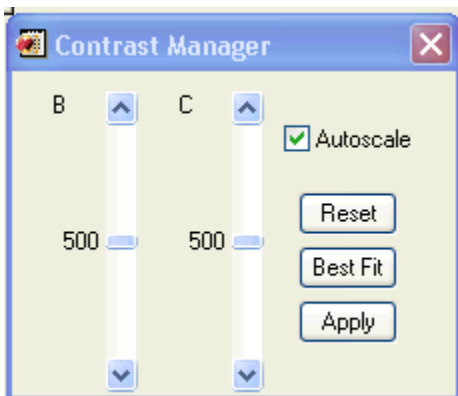 Contrast Manager
B C
Autoscale
Reset
500 500
Best Fit
Apply